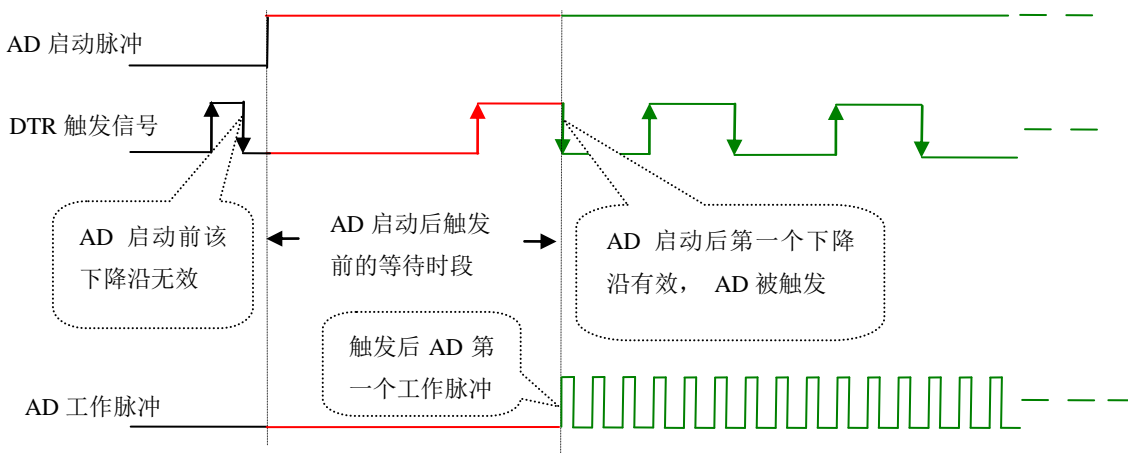 AD 启动脉冲
DTR 触发信号
AD 启动前该
下降沿无效
AD 启动后触发
前的等待时段
AD 启动后第一个下降
沿有效， AD 被触发
触发后 AD 第
一个工作脉冲
AD 工作脉冲